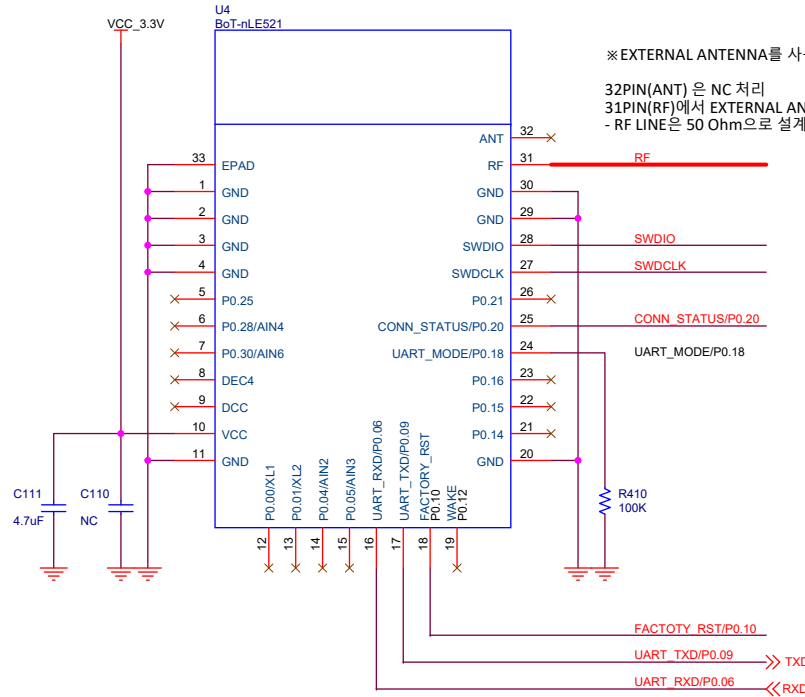 U4
BoT-nLE521
VCC_3.3V
※EXTERNAL ANTENNA를
32PIN(ANT) 은 NC 처리
31PIN(RF)에서 EXTERNAL
- RF LINE은 50 Ohm으로 설계
ANT 32
33 EPAD
RF 31 RF
1 GND
GND 30
2 GND
GND 29
3 GND
SWDIO 28 SWDIO
4 GND
SWDCLK 27 SWDCLK
5 P0.25
P0.21 26
6 P0.28/AIN4
CONN_STATUS/P0.20 25 CONN_STATUS/P0.20
7 P0.30/AIN6
UART_MODE/P0.18 24 UART_MODE/P0.18
8 DEC4
P0.16 23
9 DCC
P0.15 22
10 VCC
P0.14 21
11 GND
GND 20
C111
4.7uF
C110
NC
R410
100K
12 P0.00/XL1
13 P0.01/XL2
14 P0.04/AIN2
15 P0.05/AIN3
16 UART_RXD/P0.06
17 UART_TXD/P0.09
18 FACTORY_RST
P0.10
19 WAKE
P0.12
FACTOTY_RST/P0.10
UART_TXD/P0.09 TXD
UART_RXD/P0.06 RXD